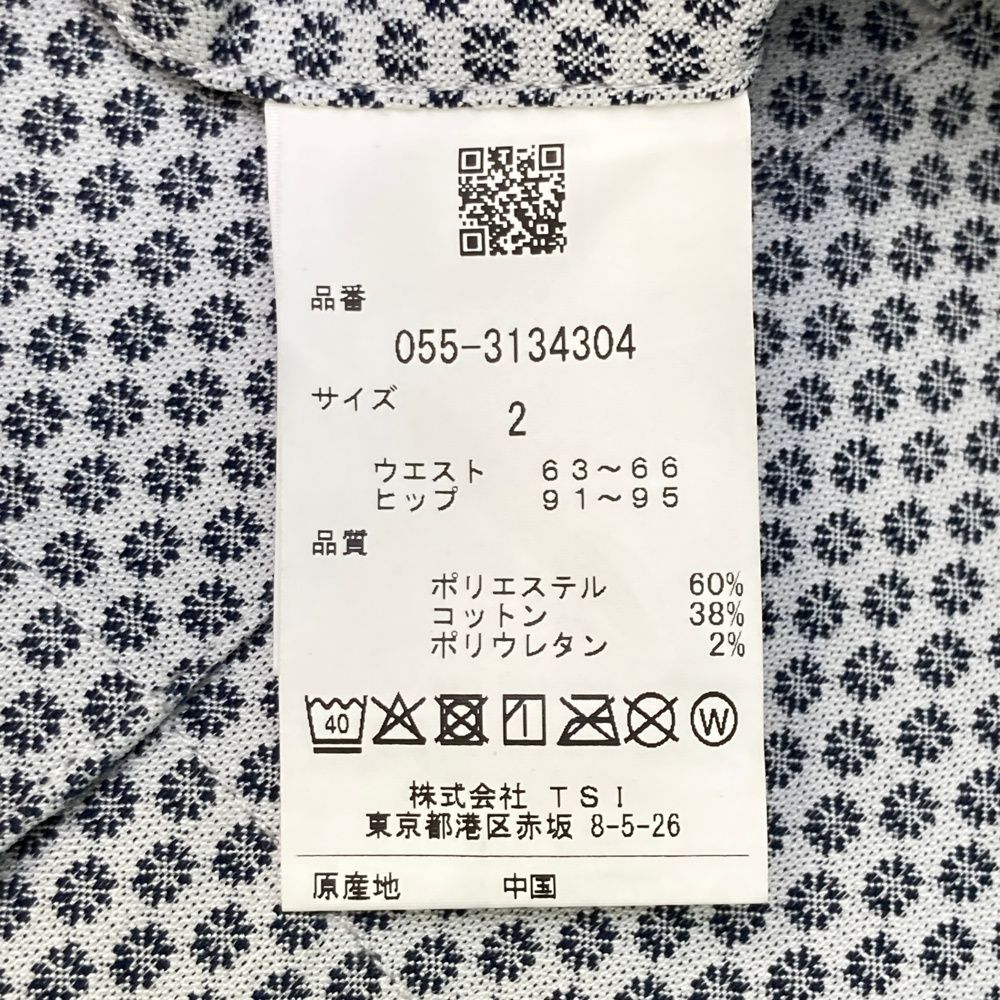 品番
055-3134304
サイズ
2
ウエスト 63～66
ヒップ 91～95
品質
ポリエステル 60%
コットン 38%
ポリウレタン 2%
40 W
株式会社 TSI
東京都港区赤坂 8-5-26
原産地 中国